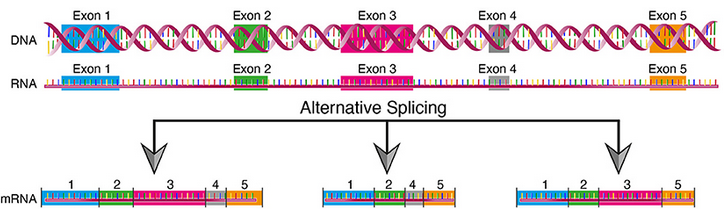 Exon 1 Exon 2 Exon 3 Exon 4 Exon 5
DNA
Exon 1 Exon 2 Exon 3 Exon 4 Exon 5
RNA
Alternative Splicing
1 2 3 4 5 1 2 4 5 1 2 3 5
mRNA